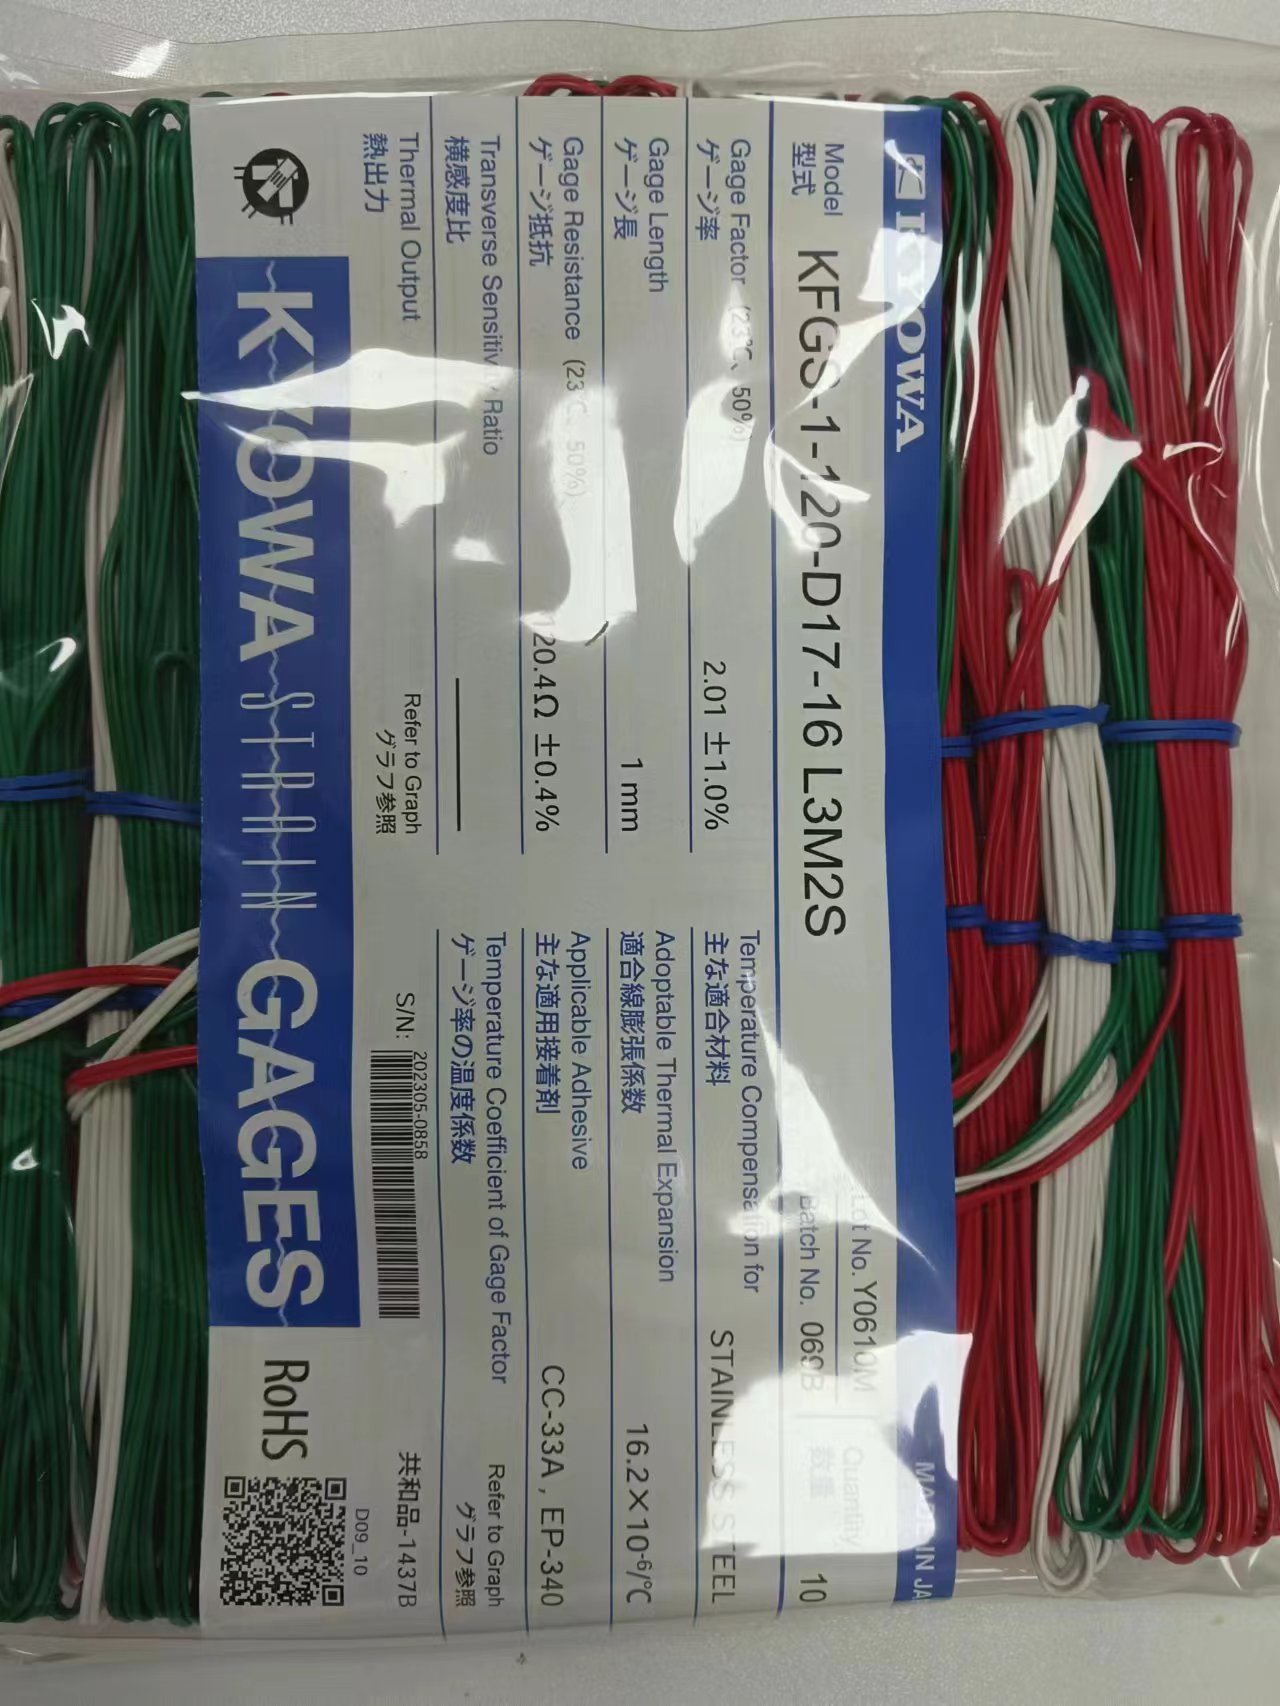 KYOWA
MADE IN JA
Model
型式
KFGS-1-120-D17-16 L3M2S
Lot No. Y0610M
Batch No. 069B
Quantity
数量
10
Gage Factor (23℃、50%)
ゲージ率
2.01 ±1.0%
Temperature Compensation for
主な適合材料
STAINLESS STEEL
Gage Length
ゲージ長
1 mm
Adoptable Thermal Expansion
適合線膨張係数
16.2×10⁻⁶/℃
Gage Resistance (23℃、50%)
ゲージ抵抗
120.4Ω ±0.4%
Applicable Adhesive
主な適用接着剤
CC-33A , EP-340
Transverse Sensitivity Ratio
横感度比
Temperature Coefficient of Gage Factor
ゲージ率の温度係数
Refer to Graph
グラフ参照
Thermal Output
熱出力
Refer to Graph
グラフ参照
S/N:
202305-0858
共和品-1437B
D09_10
F
KYOWA STRAIN GAGES
RoHS